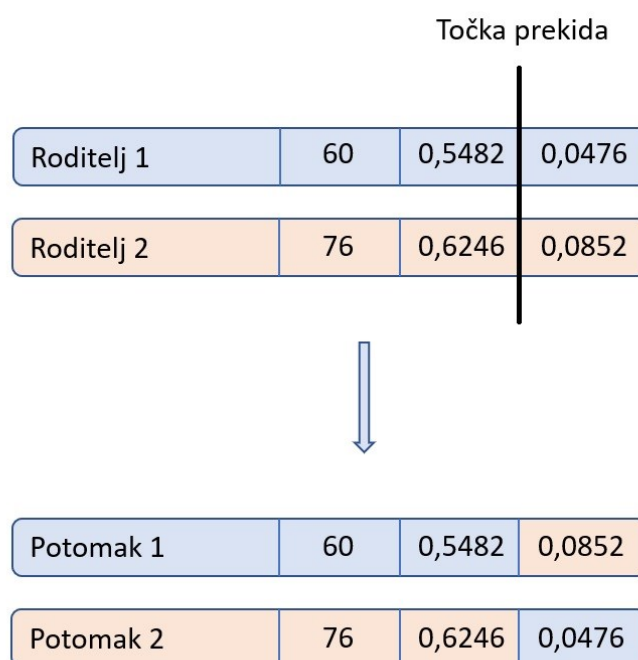 Točka prekida
Roditelj 1 60 0,5482 0,0476
Roditelj 2 76 0,6246 0,0852
Potomak 1 60 0,5482 0,0852
Potomak 2 76 0,6246 0,0476